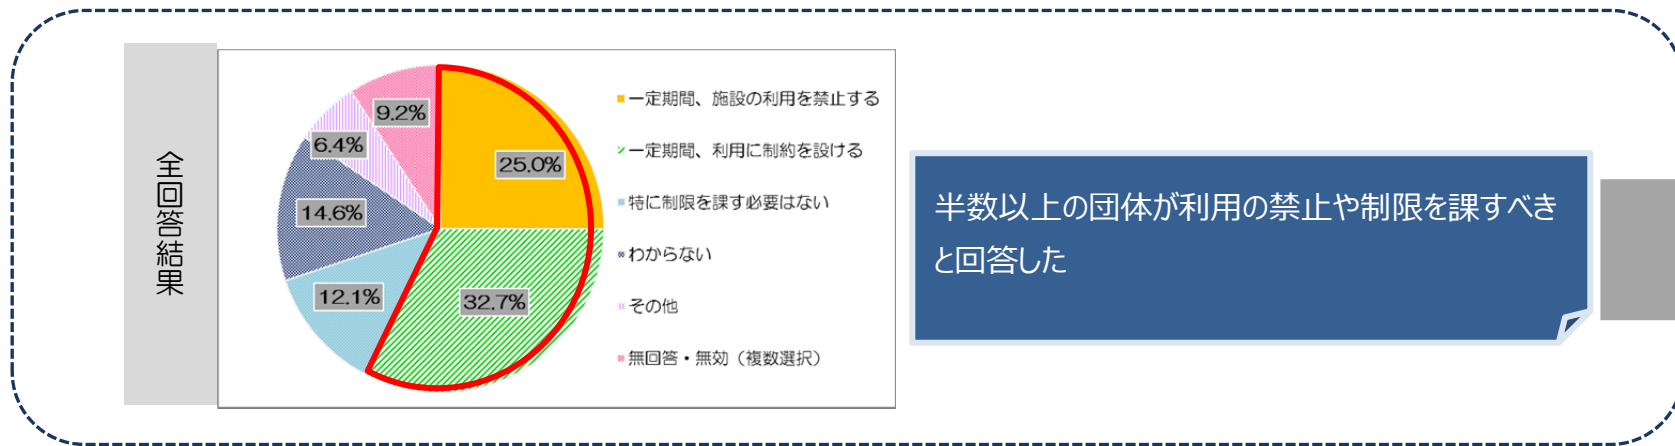 全回答結果
9.2%
6.4%
14.6%
12.1%
25.0%
32.7%
一定期間、施設の利用を禁止する
一定期間、利用に制約を設ける
特に制限を課す必要はない
わからない
その他
無回答・無効（複数選択）
半数以上の団体が利用の禁止や制限を課すべき
と回答した